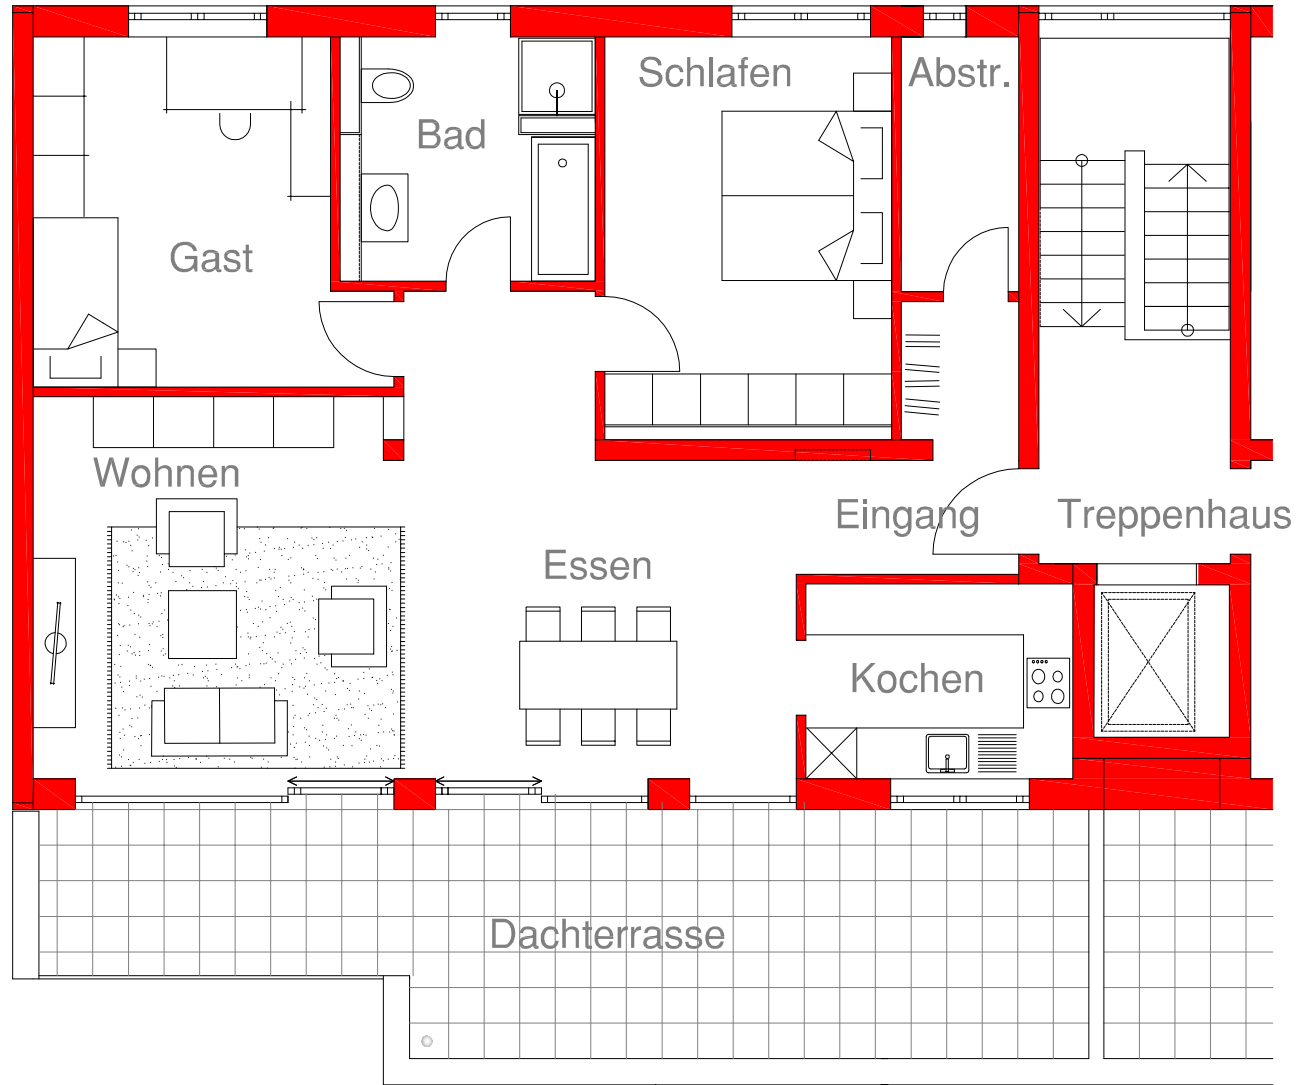 Schlafen
Abstr.
Bad
Gast
Wohnen
Eingang
Treppenhaus
Essen
Kochen
Dachterrasse